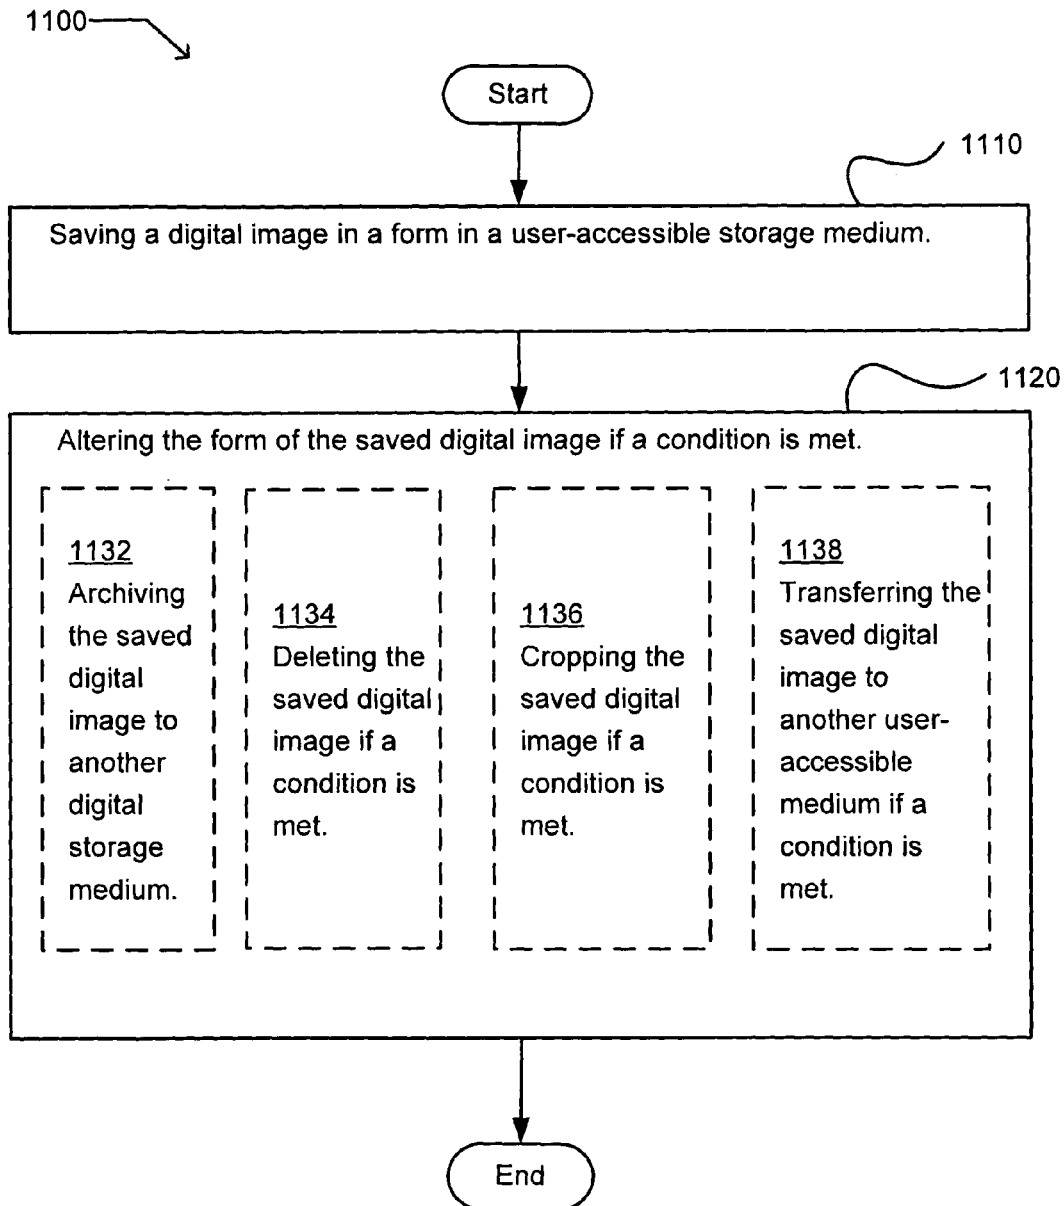 1100
Start
1110
Saving a digital image in a form in a user-accessible storage medium.
1120
Altering the form of the saved digital image if a condition is met.
1132
Archiving
the saved
digital
image to
another
digital
storage
medium.
1134
Deleting the
saved digital
image if a
condition is
met.
1136
Cropping the
saved digital
image if a
condition is
met.
1138
Transferring the
saved digital
image to
another user-
accessible
medium if a
condition is
met.
End